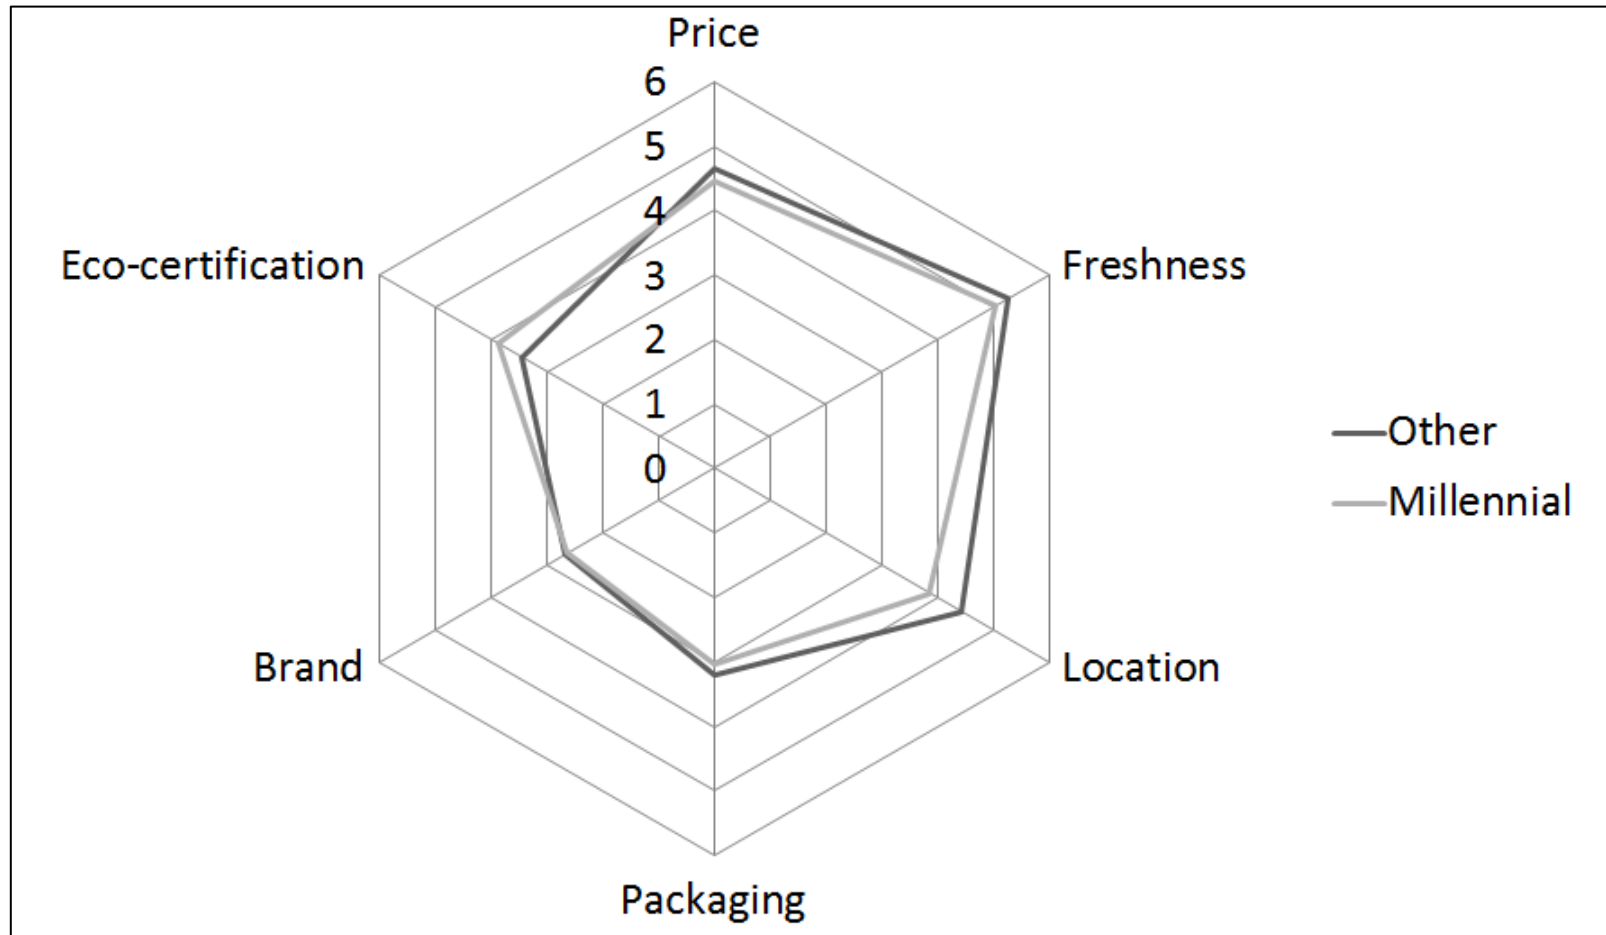 Price
6
5
4
3
2
1
0
Eco-certification
Freshness
Other
Millennial
Brand
Location
Packaging